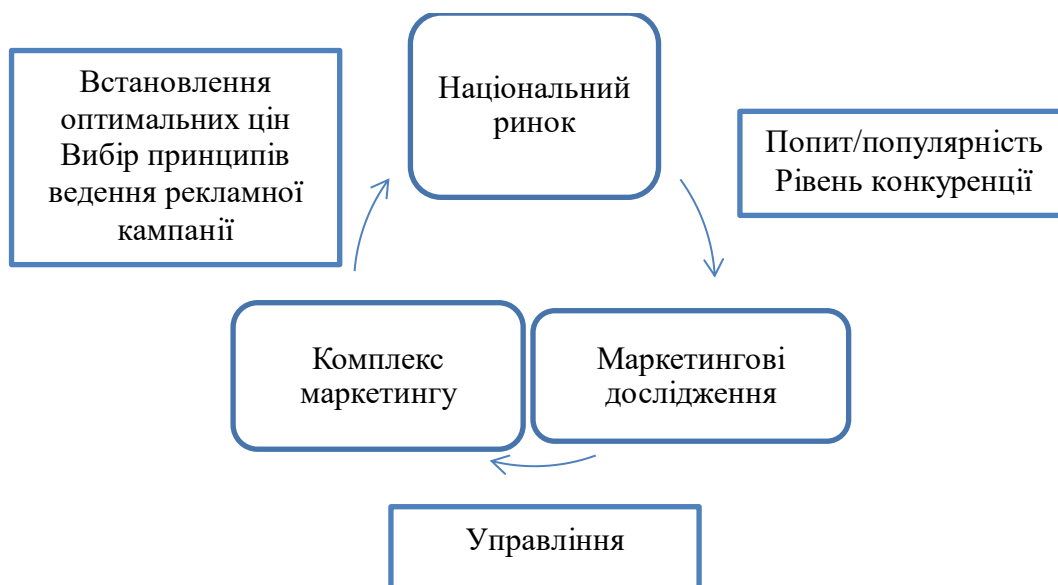 Встановлення
оптимальних цін
Вибір принципів
ведення рекламної
кампанії
Національний
ринок
Попит/популярність
Рівень конкуренції
Комплекс
маркетингу
Маркетингові
дослідження
Управління